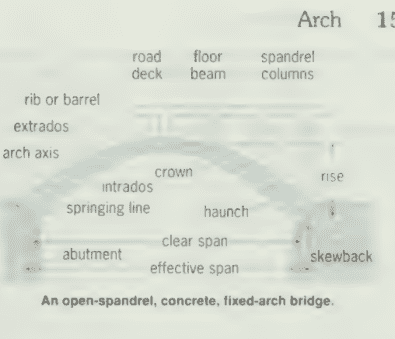 Arch 15
road deck
floor beam
spandrel columns
rib or barrel
extrados
arch axis
crown
intrados
rise
springing line
haunch
clear span
abutment
skewback
effective span
An open-spandrel, concrete, fixed-arch bridge.